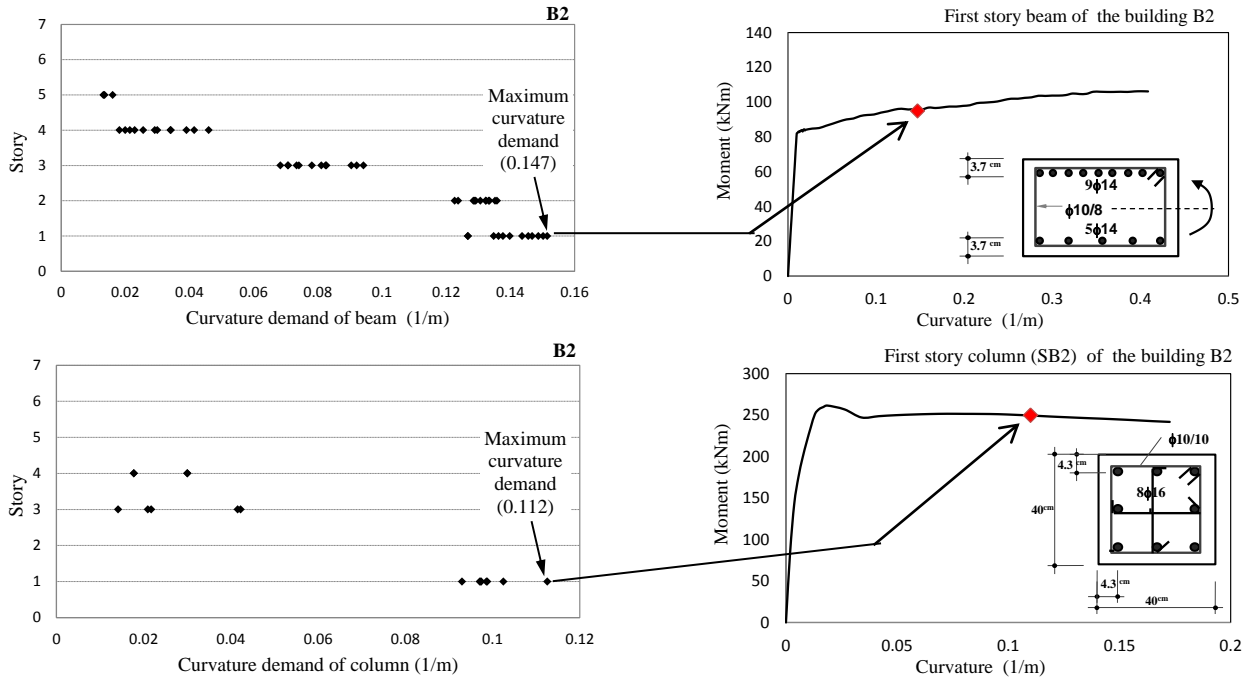 B2
7
6
5
4
3
2
1
0
Story
Maximum
curvature
demand
(0.147)
0 0.02 0.04 0.06 0.08 0.1 0.12 0.14 0.16
Curvature demand of beam (1/m)
First story beam of the building B2
140
120
100
80
60
40
20
0
Moment (kNm)
3.7 cm
9ϕ14
ϕ10/8
5ϕ14
3.7 cm
0 0.1 0.2 0.3 0.4 0.5
Curvature (1/m)
B2
7
6
5
4
3
2
1
0
Story
Maximum
curvature
demand
(0.112)
0 0.02 0.04 0.06 0.08 0.1 0.12
Curvature demand of column (1/m)
First story column (SB2) of the building B2
300
250
200
150
100
50
0
Moment (kNm)
ϕ10/10
4.3 cm
8ϕ16
40cm
4.3 cm
40cm
0 0.05 0.1 0.15 0.2
Curvature (1/m)